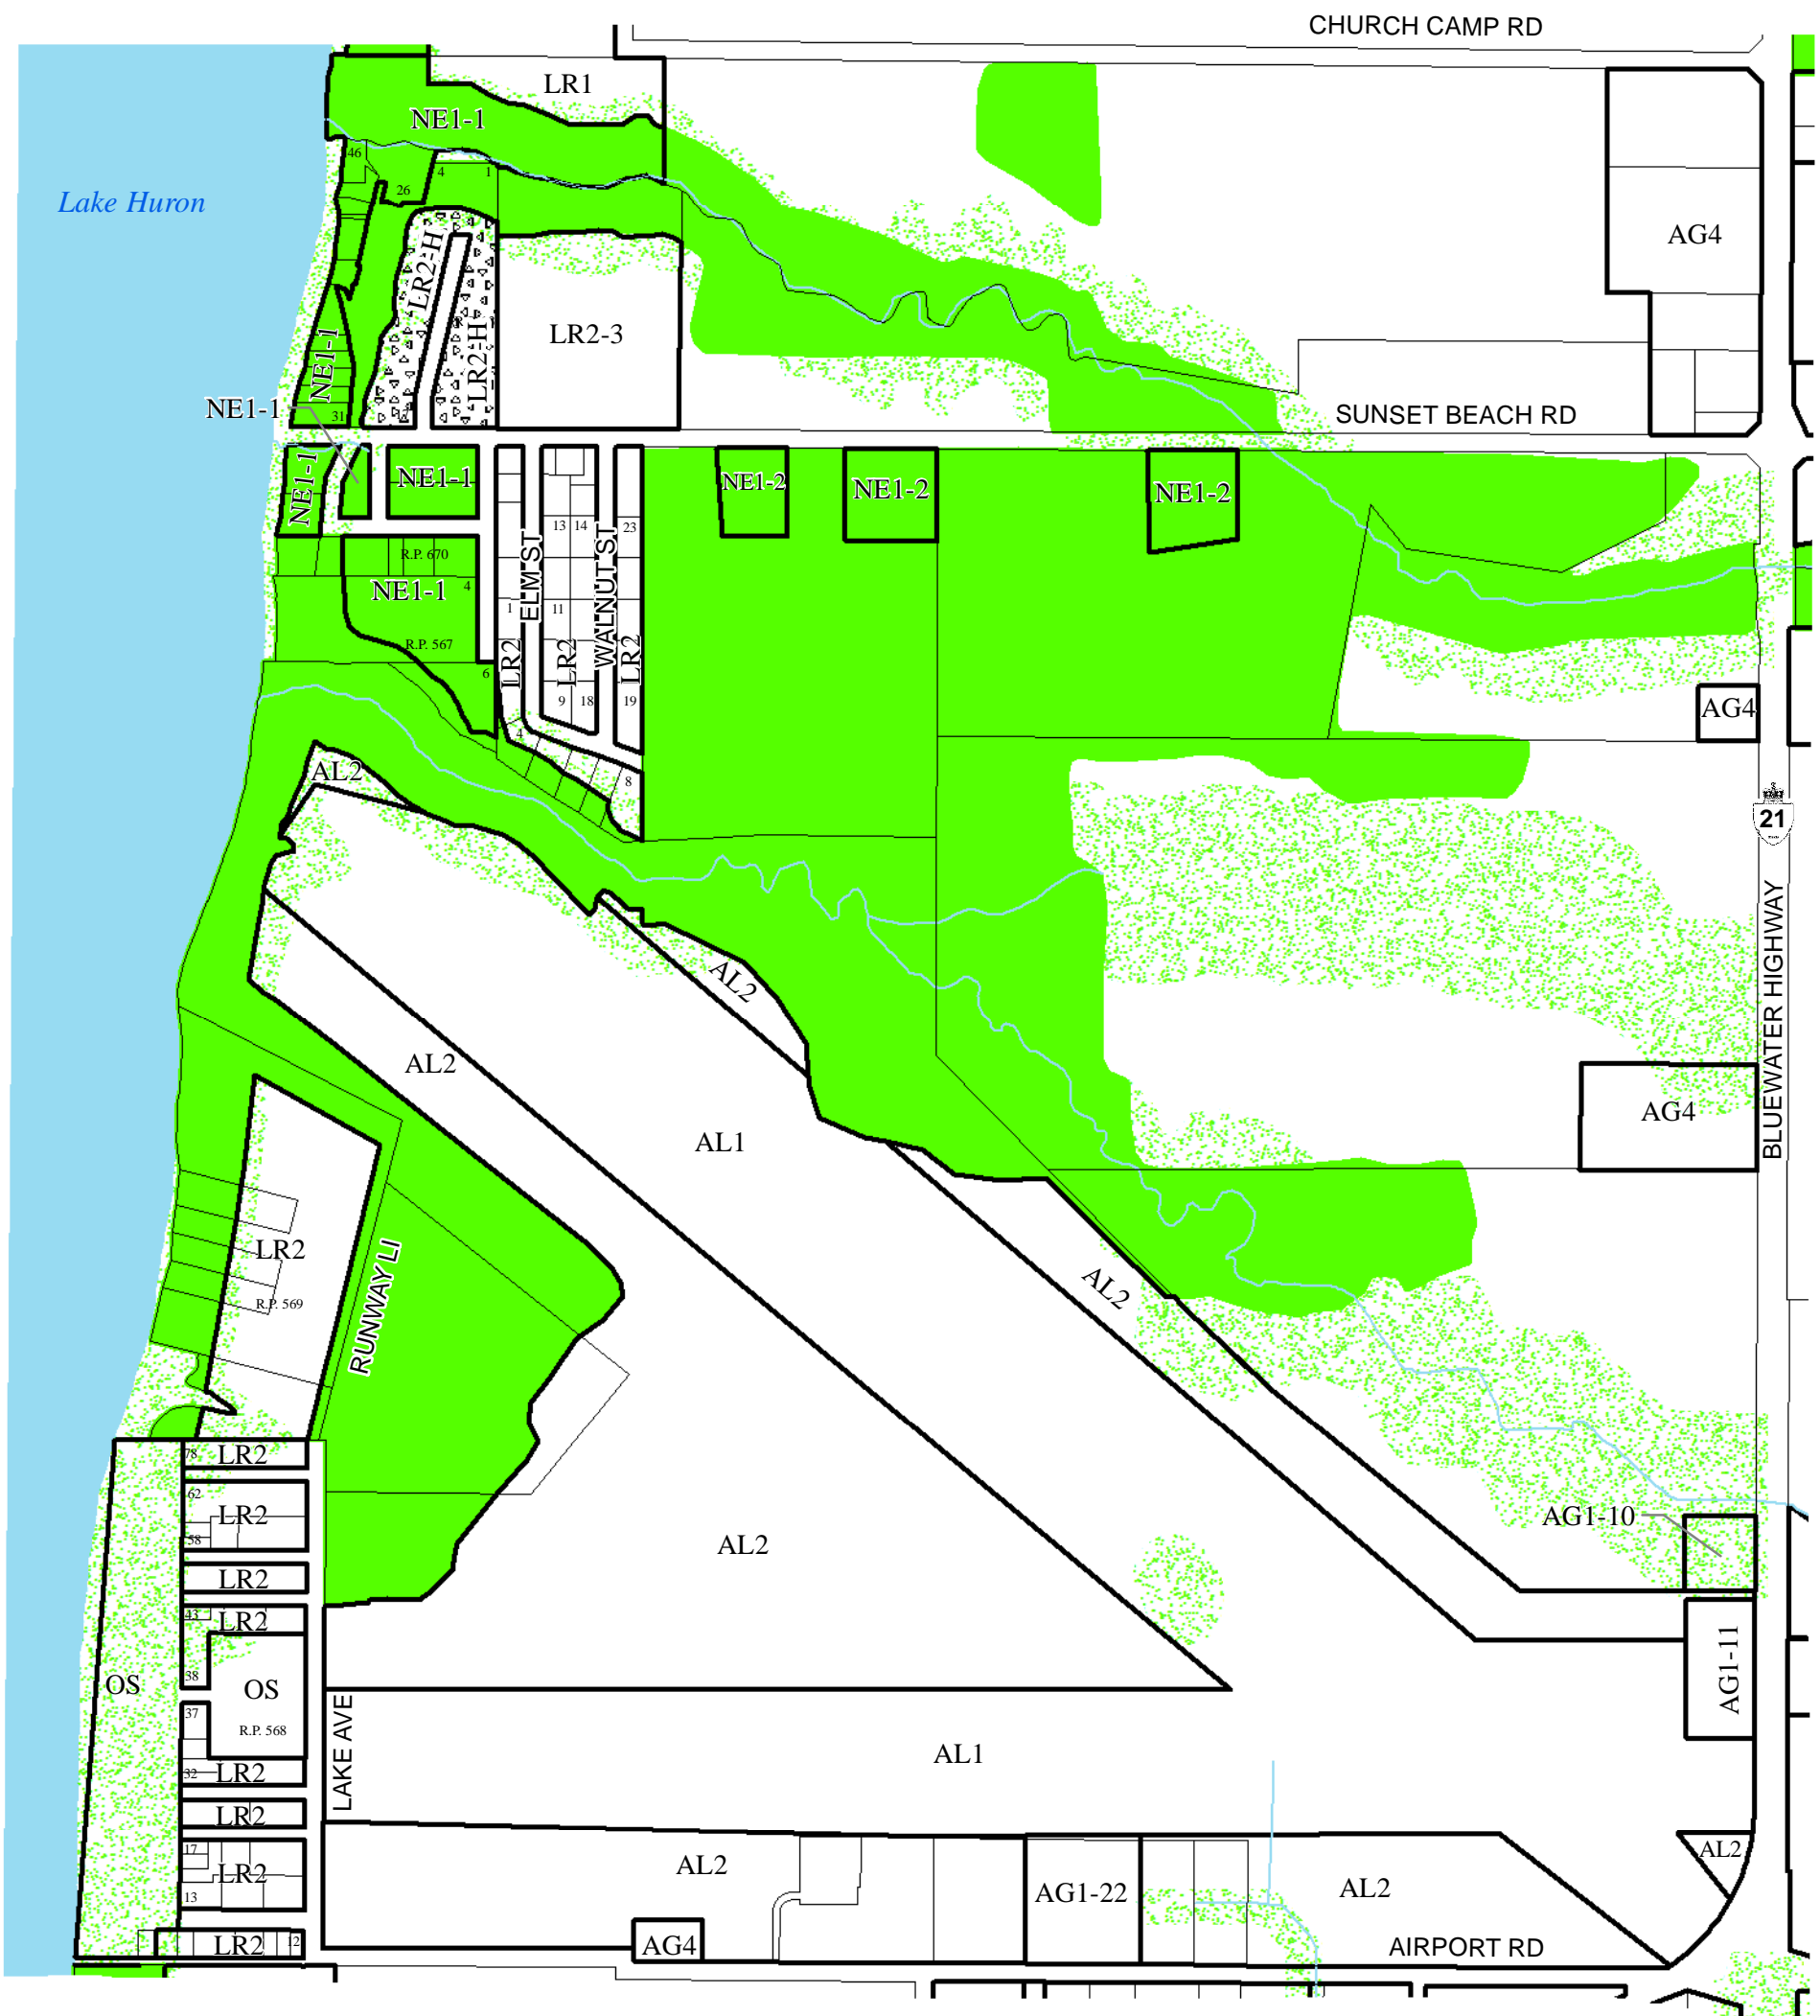 CHURCH CAMP RD
LR1
NE1-1
46
4
1
26
Lake Huron
AG4
LR2-H
LR2-H
LR2-3
NE1-1
31
NE1-1
SUNSET BEACH RD
NE1-1
NE1-1
NE1-2
NE1-2
NE1-2
13
14
23
R.P. 670
ELM ST
WALNUT ST
NE1-1
4
1
11
R.P. 567
LR2
LR2
LR2
6
9
18
19
4
AG4
AL2
8
21
BLUEWATER HIGHWAY
AL2
AL2
AL1
AG4
LR2
R.P. 569
RUNWAY LI
AL2
78
LR2
62
LR2
58
AG1-10
AL2
LR2
43
LR2
38
OS
OS
AG1-11
37
R.P. 568
LAKE AVE
AL1
32
LR2
LR2
17
LR2
13
AL2
AG1-22
AL2
AL2
LR2
12
AG4
AIRPORT RD